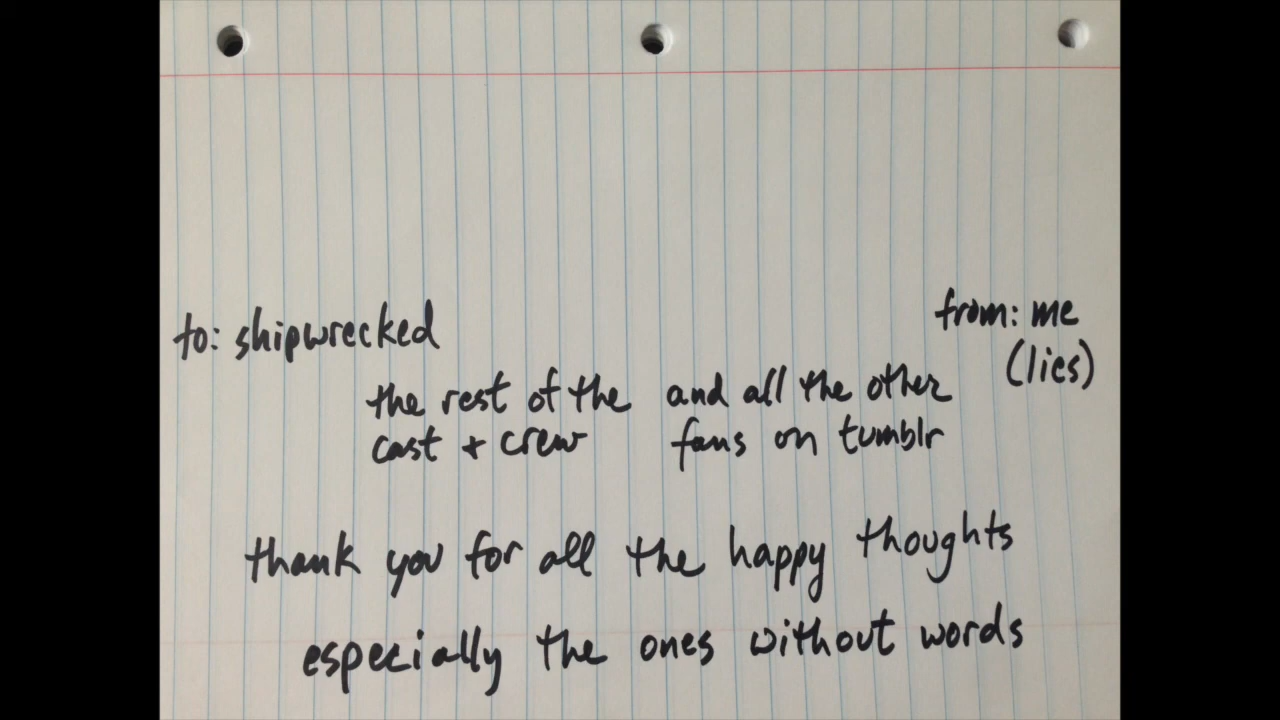 to: shipwrecked
from: me
(lies)
the rest of the
cast + crew
and all the other
fans on tumblr
thank you for all the happy thoughts
especially the ones without words